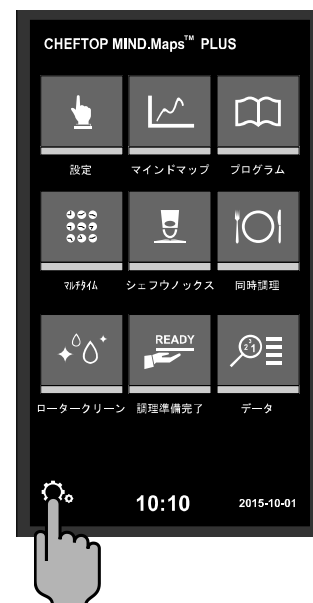 CHEFTOP MIND.Maps™ PLUS
設定 マインドマップ プログラム
マルチタイム シェフウノックス 同時調理
READY
ロータークリーン 調理準備完了 データ
10:10 2015-10-01